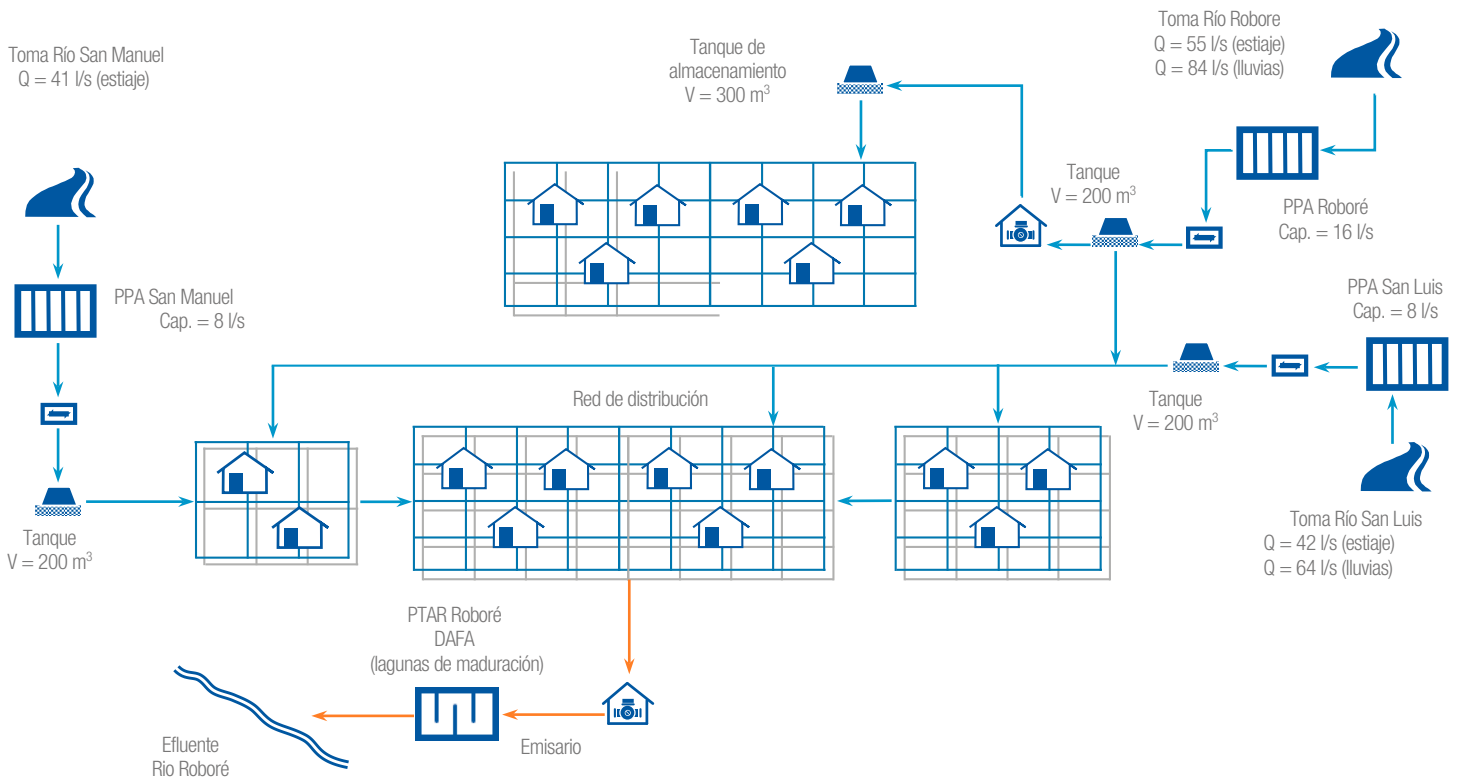 Toma Río San Manuel
Q = 41 l/s (estiaje)
Tanque de
almacenamiento
V = 300 m³
Toma Río Robore
Q = 55 l/s (estiaje)
Q = 84 l/s (lluvias)
Tanque
V = 200 m³
PPA Roboré
Cap. = 16 l/s
PPA San Manuel
Cap. = 8 l/s
PPA San Luis
Cap. = 8 l/s
Red de distribución
Tanque
V = 200 m³
Tanque
V = 200 m³
Toma Río San Luis
Q = 42 l/s (estiaje)
Q = 64 l/s (lluvias)
PTAR Roboré
DAFA
(lagunas de maduración)
Emisario
Efluente
Rio Roboré